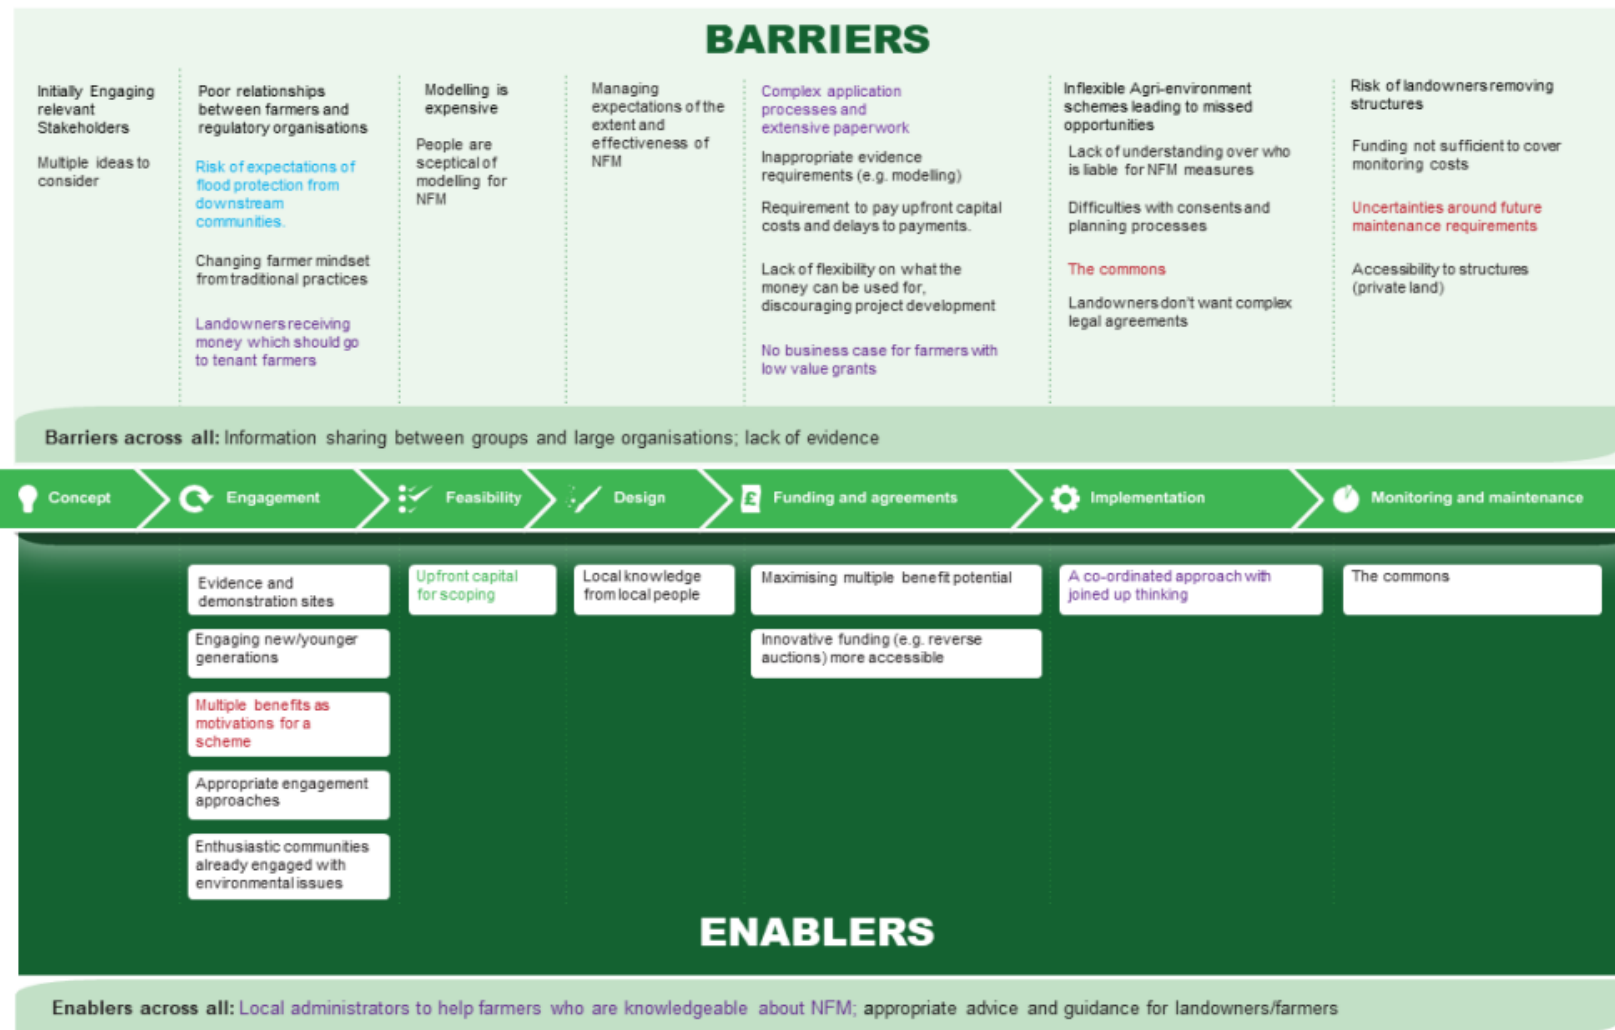 BARRIERS
Initially Engaging
relevant
Stakeholders
Multiple ideas to
consider
Poor relationships
between farmers and
regulatory organisations
Risk of expectations of
flood protection from
downstream
communities.
Changing farmer mindset
from traditional practices
Landowners receiving
money which should go
to tenant farmers
Modelling is
expensive
People are
sceptical of
modelling for
NFM
Managing
expectations of the
extent and
effectiveness of
NFM
Complex application
processes and
extensive paperwork
Inappropriate evidence
requirements (e.g. modelling)
Requirement to pay upfront capital
costs and delays to payments.
Lack of flexibility on what the
money can be used for,
discouraging project development
No business case for farmers with
low value grants
Inflexible Agri-environment
schemes leading to missed
opportunities
Lack of understanding over who
is liable for NFM measures
Difficulties with consents and
planning processes
The commons
Landowners don't want complex
legal agreements
Risk of landowners removing
structures
Funding not sufficient to cover
monitoring costs
Uncertainties around future
maintenance requirements
Accessibility to structures
(private land)
Barriers across all: Information sharing between groups and large organisations; lack of evidence
Concept
Engagement
Feasibility
Design
£
Funding and agreements
Implementation
Monitoring and maintenance
Evidence and
demonstration sites
Engaging new/younger
generations
Multiple benefits as
motivations for a
scheme
Appropriate engagement
approaches
Enthusiastic communities
already engaged with
environmental issues
Upfront capital
for scoping
Local knowledge
from local people
Maximising multiple benefit potential
Innovative funding (e.g. reverse
auctions) more accessible
A co-ordinated approach with
joined up thinking
The commons
ENABLERS
Enablers across all: Local administrators to help farmers who are knowledgeable about NFM; appropriate advice and guidance for landowners/farmers